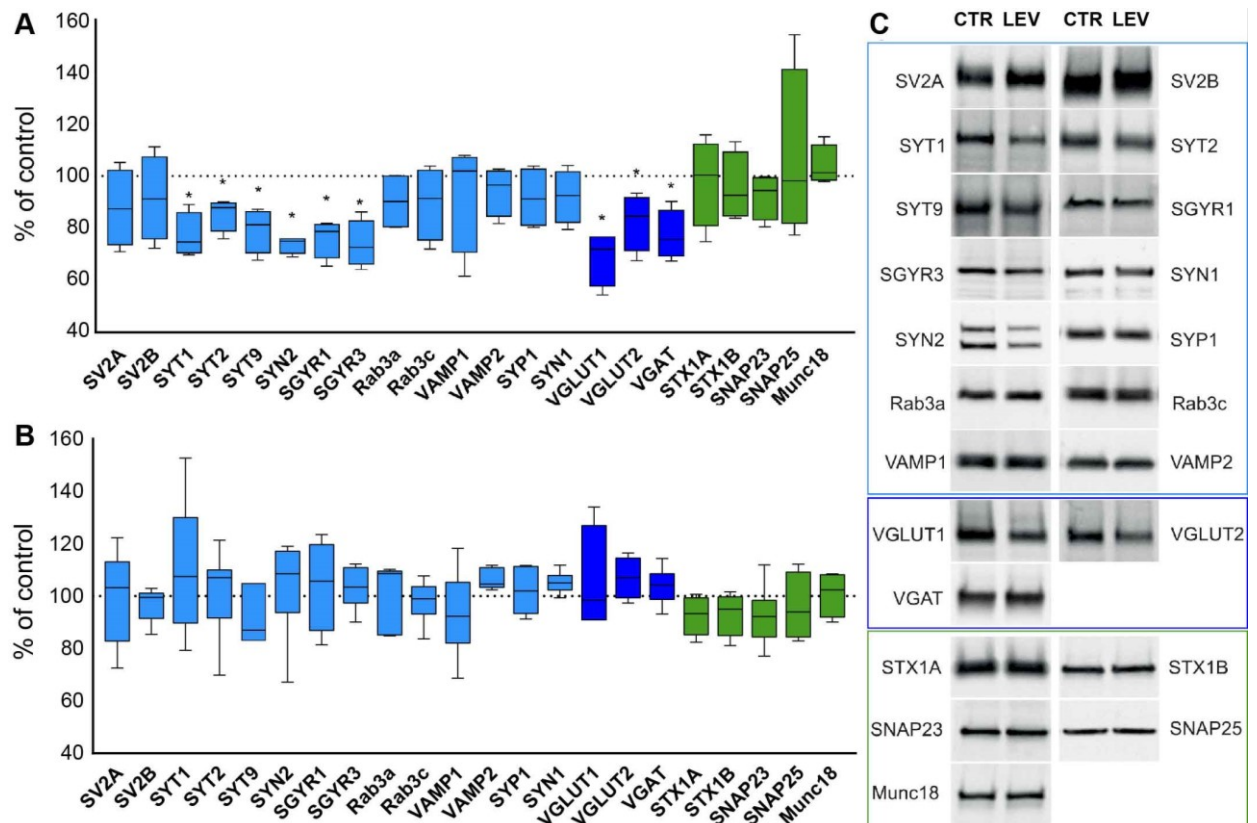 A
160
140
120
100
80
60
40
% of control
* * * * * * * * *
SV2A SV2B SYT1 SYT2 SYT9 SYN2 SGYR1 SGYR3 Rab3a Rab3c VAMP1 VAMP2 SYP1 SYN1 VGLUT1 VGLUT2 VGAT STX1A STX1B SNAP23 SNAP25 Munc18
B
160
140
120
100
80
60
40
% of control
SV2A SV2B SYT1 SYT2 SYT9 SYN2 SGYR1 SGYR3 Rab3a Rab3c VAMP1 VAMP2 SYP1 SYN1 VGLUT1 VGLUT2 VGAT STX1A STX1B SNAP23 SNAP25 Munc18
C
CTR LEV CTR LEV
SV2A SV2B
SYT1 SYT2
SYT9 SGYR1
SGYR3 SYN1
SYN2 SYP1
Rab3a Rab3c
VAMP1 VAMP2
VGLUT1 VGLUT2
VGAT
STX1A STX1B
SNAP23 SNAP25
Munc18